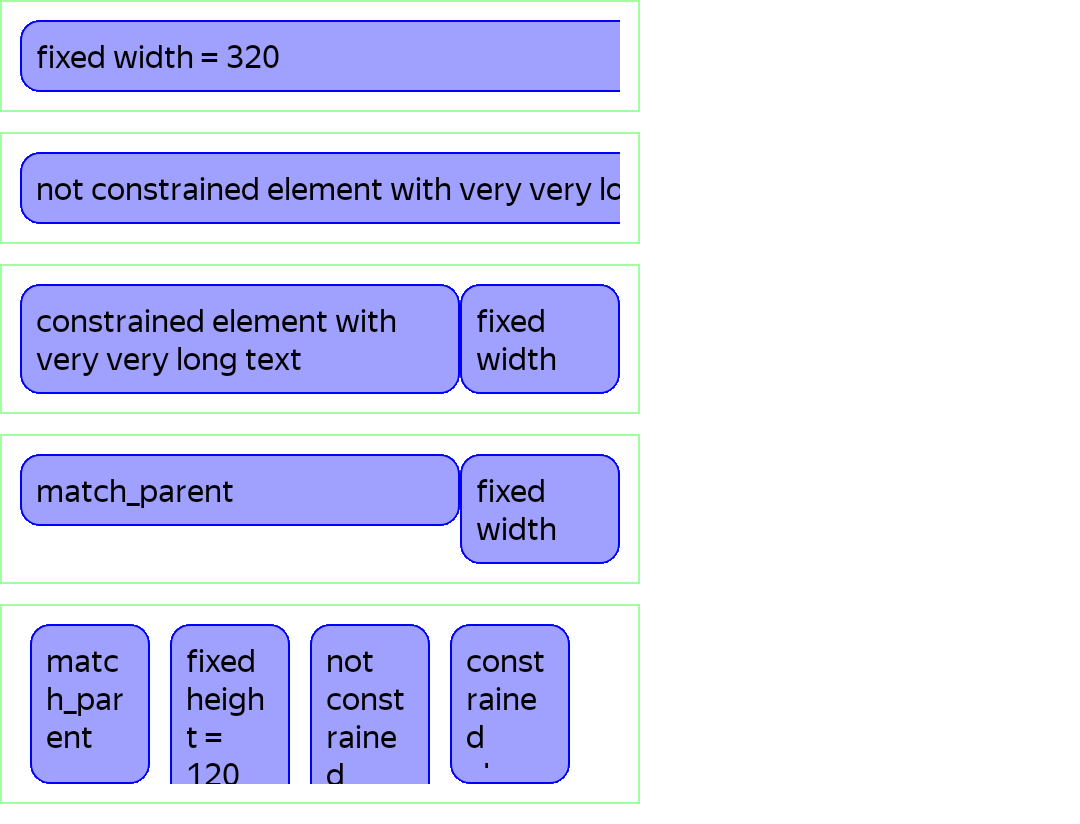 fixed width = 320
not constrained element with very very lo
constrained element with
very very long text
fixed
width
match_parent
fixed
width
matc
h_par
ent
fixed
heigh
t =
120
not
const
raine
d
const
raine
d